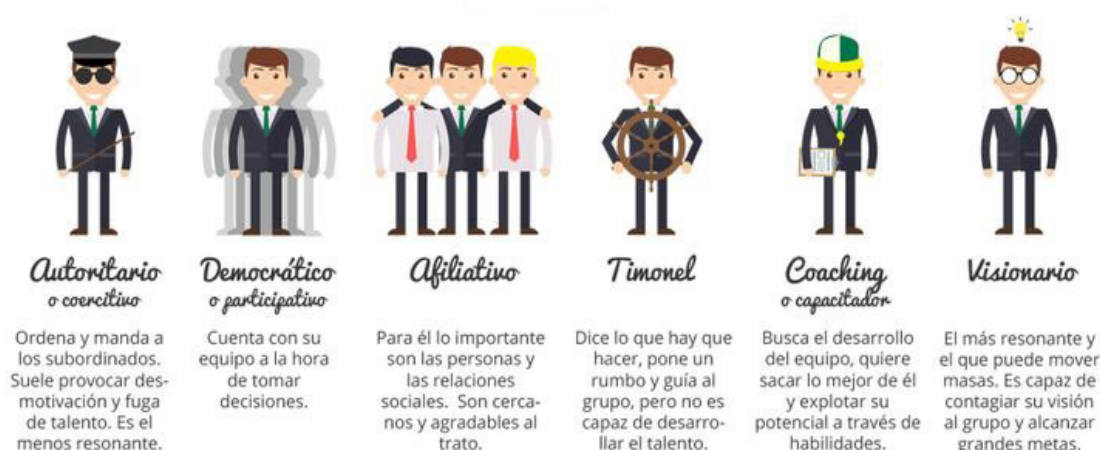 Autoritario
o coercitivo
Ordena y manda a
los subordinados.
Suele provocar des-
motivación y fuga
de talento. Es el
menos resonante.
Democrático
o participativo
Cuenta con su
equipo a la hora
de tomar
decisiones.
Afiliativo
Para él lo importante
son las personas y
las relaciones
sociales. Son cerca-
nos y agradables al
trato.
Timonel
Dice lo que hay que
hacer, pone un
rumbo y guía al
grupo, pero no es
capaz de desarro-
llar el talento.
Coaching
o capacitador
Busca el desarrollo
del equipo, quiere
sacar lo mejor de él
y explotar su
potencial a través de
habilidades.
Visionario
El más resonante y
el que puede mover
masas. Es capaz de
contagiar su visión
al grupo y alcanzar
grandes metas.